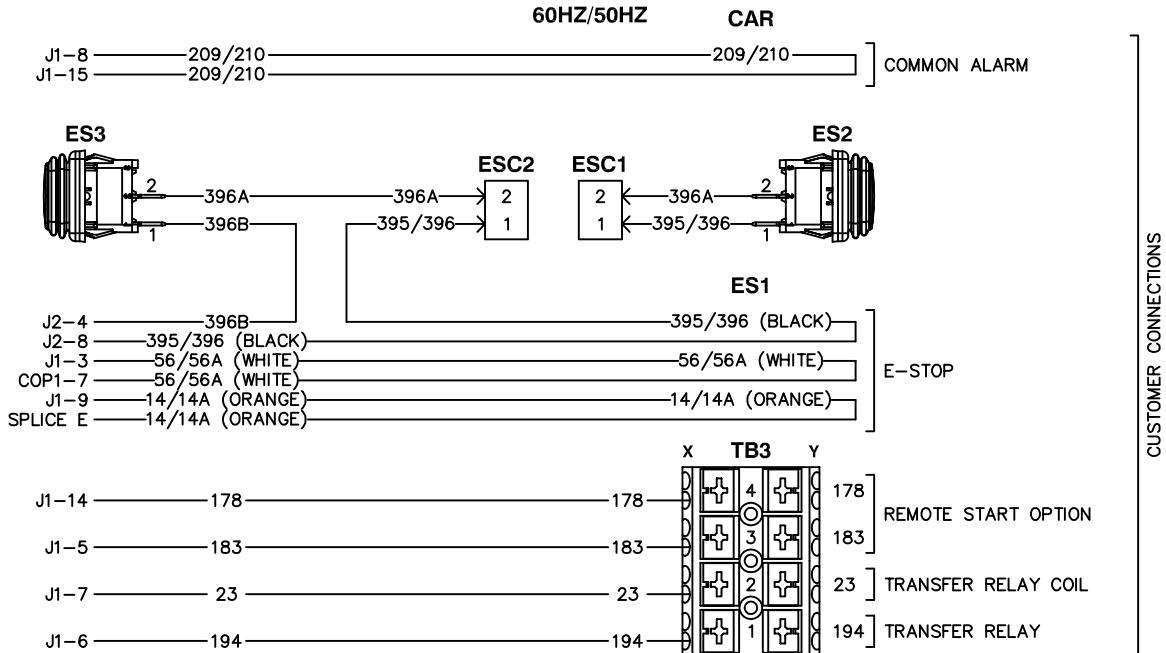 60HZ/50HZ CAR
J1-8 209/210 209/210
J1-15 209/210
COMMON ALARM
ES3 ES2
ESC2 ESC1
2 396A 396A 2 2 396A 2
1 396B 395/396 1 1 395/396 1
ES1
J2-4 396B 395/396 (BLACK)
J2-8 395/396 (BLACK)
J1-3 56/56A (WHITE) 56/56A (WHITE)
E-STOP
COP1-7 56/56A (WHITE)
J1-9 14/14A (ORANGE) 14/14A (ORANGE)
SPLICE E 14/14A (ORANGE)
X TB3 Y
J1-14 178 178 4 178
REMOTE START OPTION
J1-5 183 183 3 183
J1-7 23 23 2 23 TRANSFER RELAY COIL
J1-6 194 194 1 194 TRANSFER RELAY
CUSTOMER CONNECTIONS